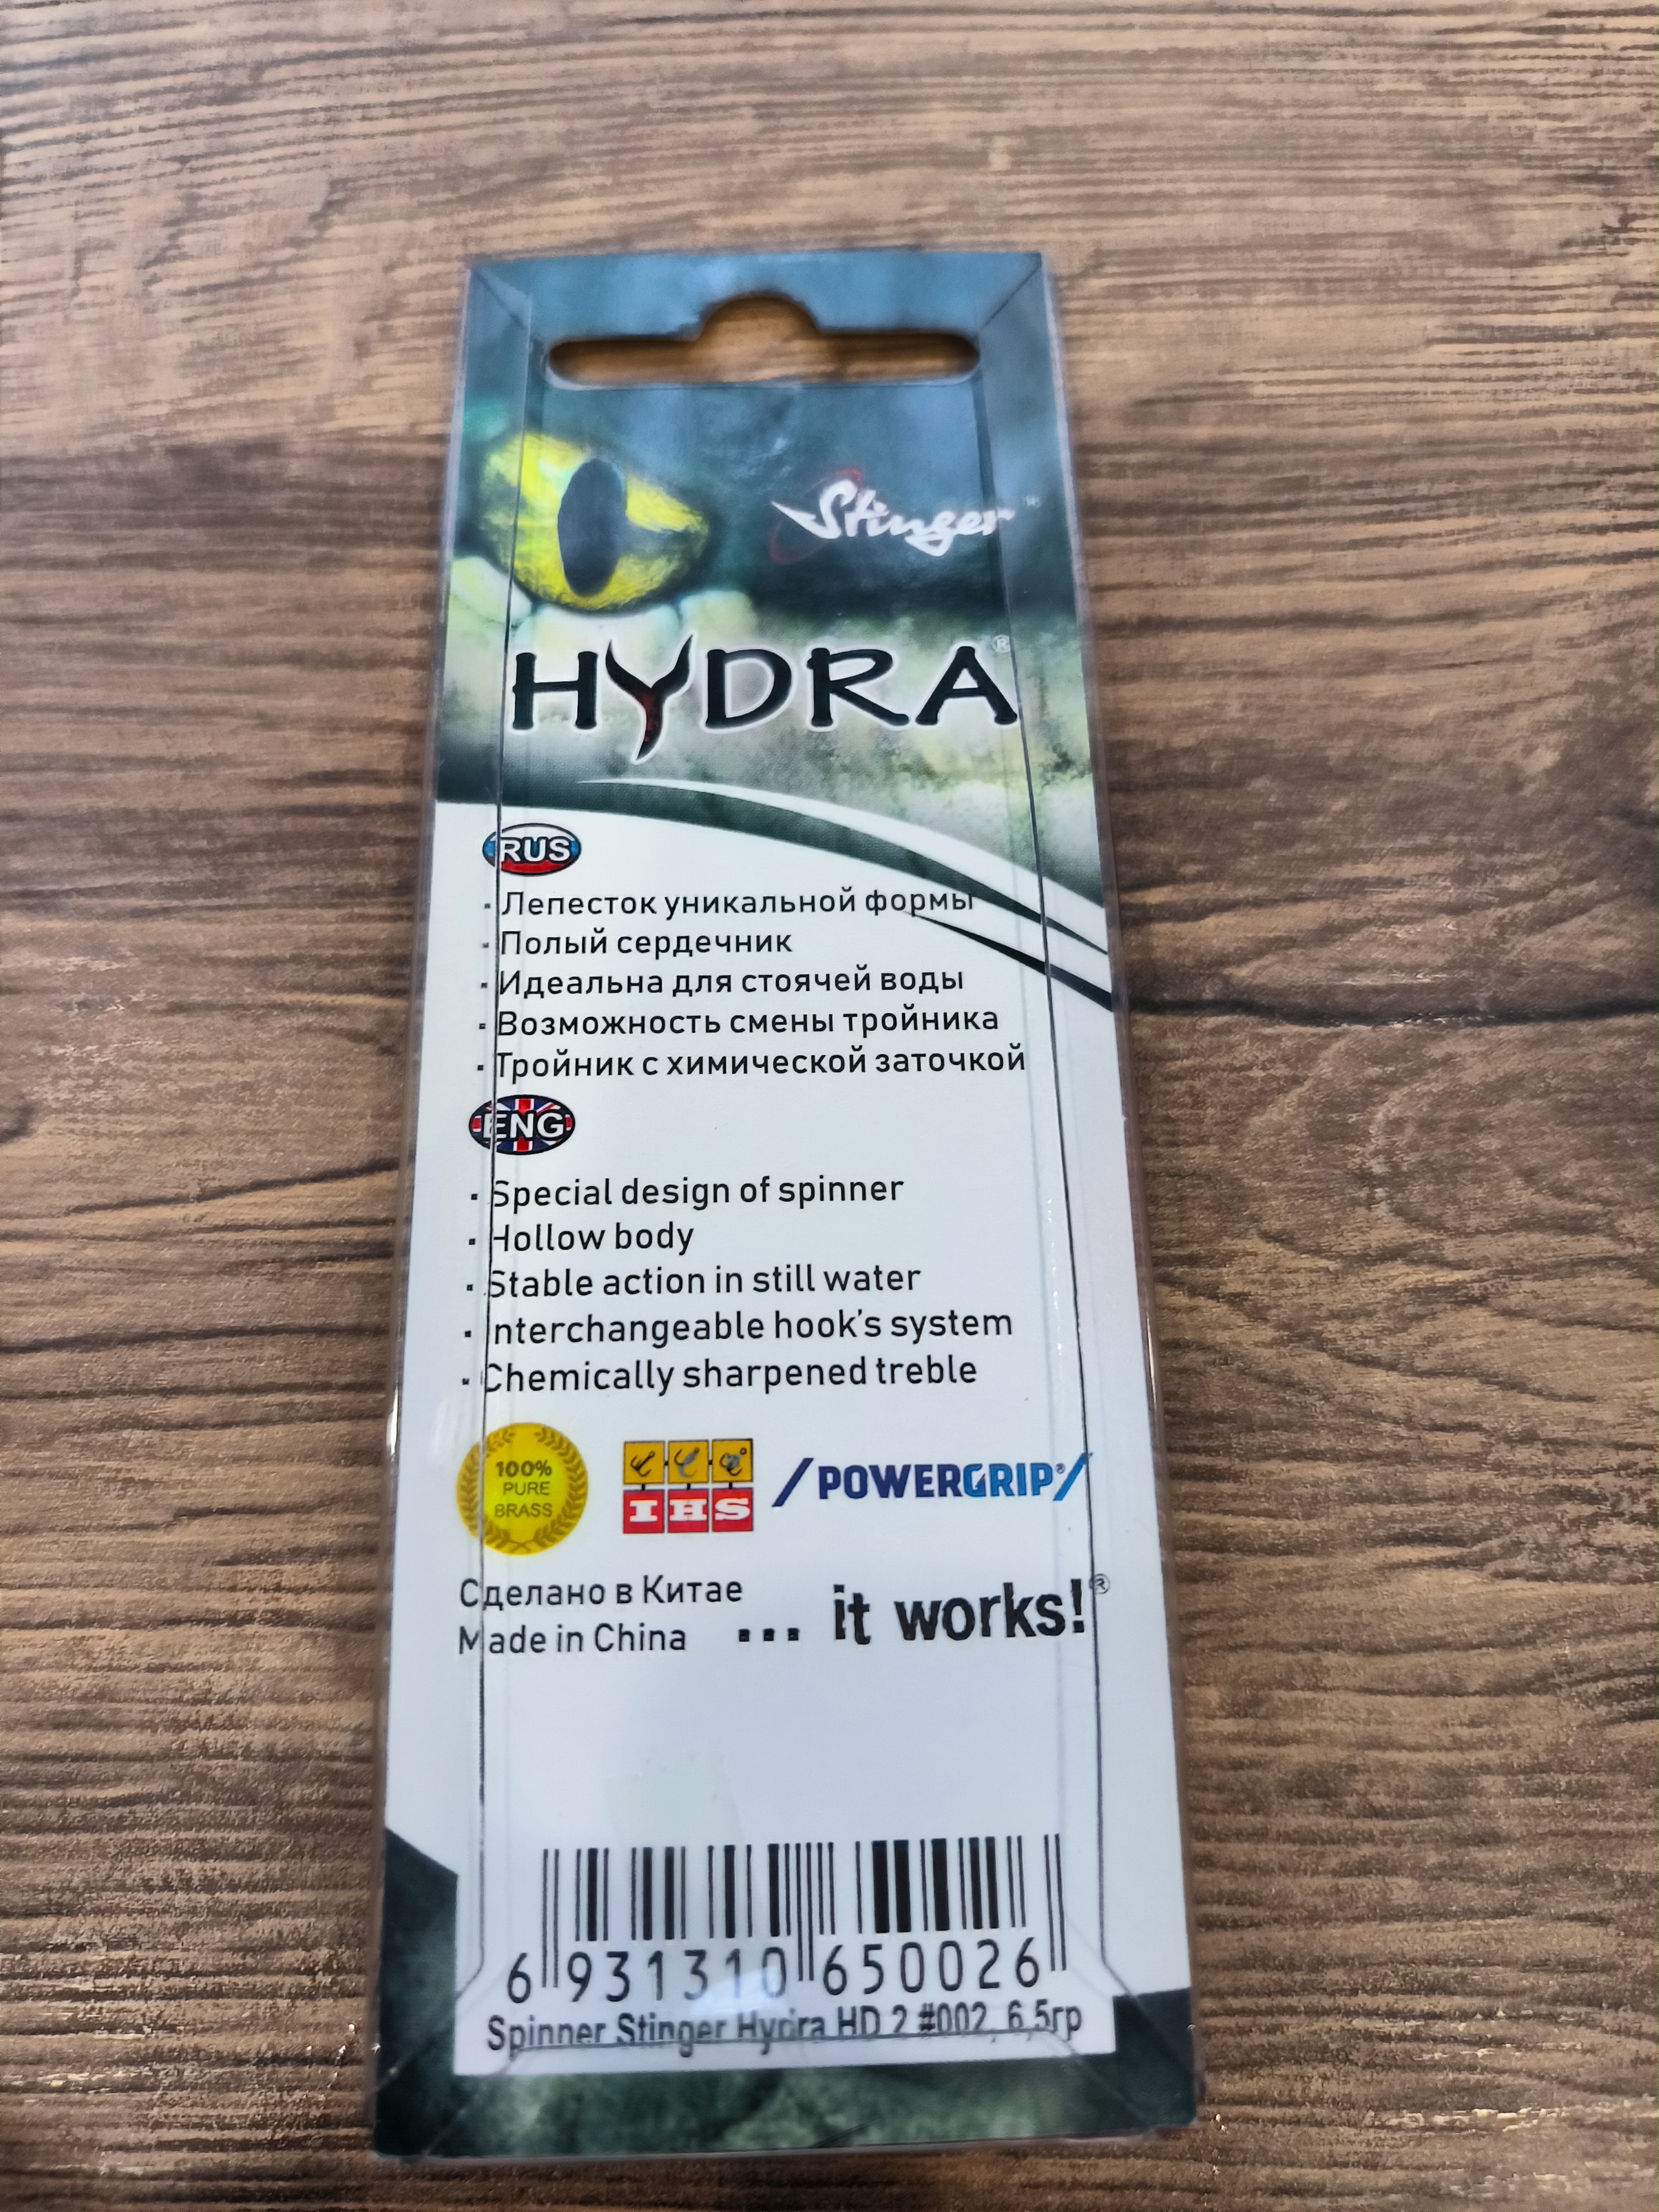 Stinger™
HYDRA®
RUS
· Лепесток уникальной формы
· Полый сердечник
· Идеальна для стоячей воды
· Возможность смены тройника
· Тройник с химической заточкой
ENG
· Special design of spinner
· Hollow body
· Stable action in still water
· Interchangeable hook's system
· Chemically sharpened treble
100%
PURE
BRASS
IHS
/POWERGRIP®/
Сделано в Китае
Made in China
... it works!®
6 931310 650026
Spinner Stinger Hydra HD 2 #002, 6,5гр